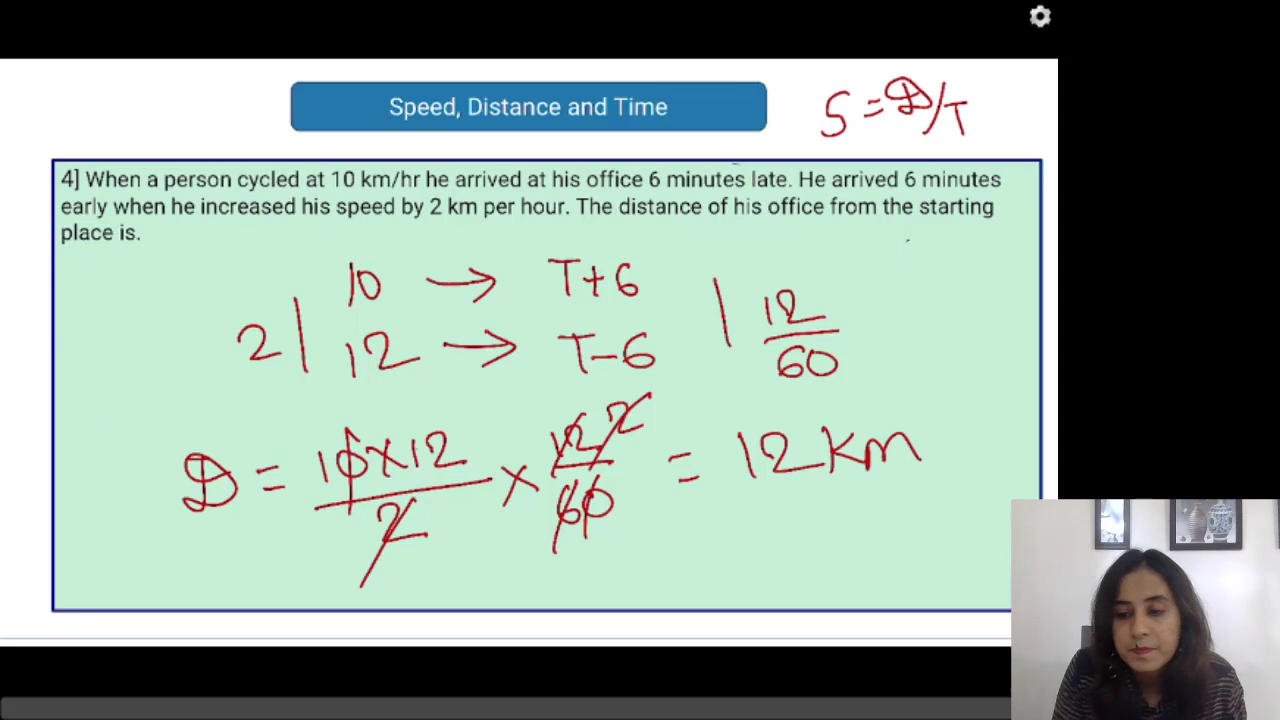 Speed, Distance and Time
S = D/T
4] When a person cycled at 10 km/hr he arrived at his office 6 minutes late. He arrived 6 minutes
early when he increased his speed by 2 km per hour. The distance of his office from the starting
place is.
10 → T+6
2| 12 → T-6 | 12/60
D = 10x12/2 x 12/60 2 = 12 Km